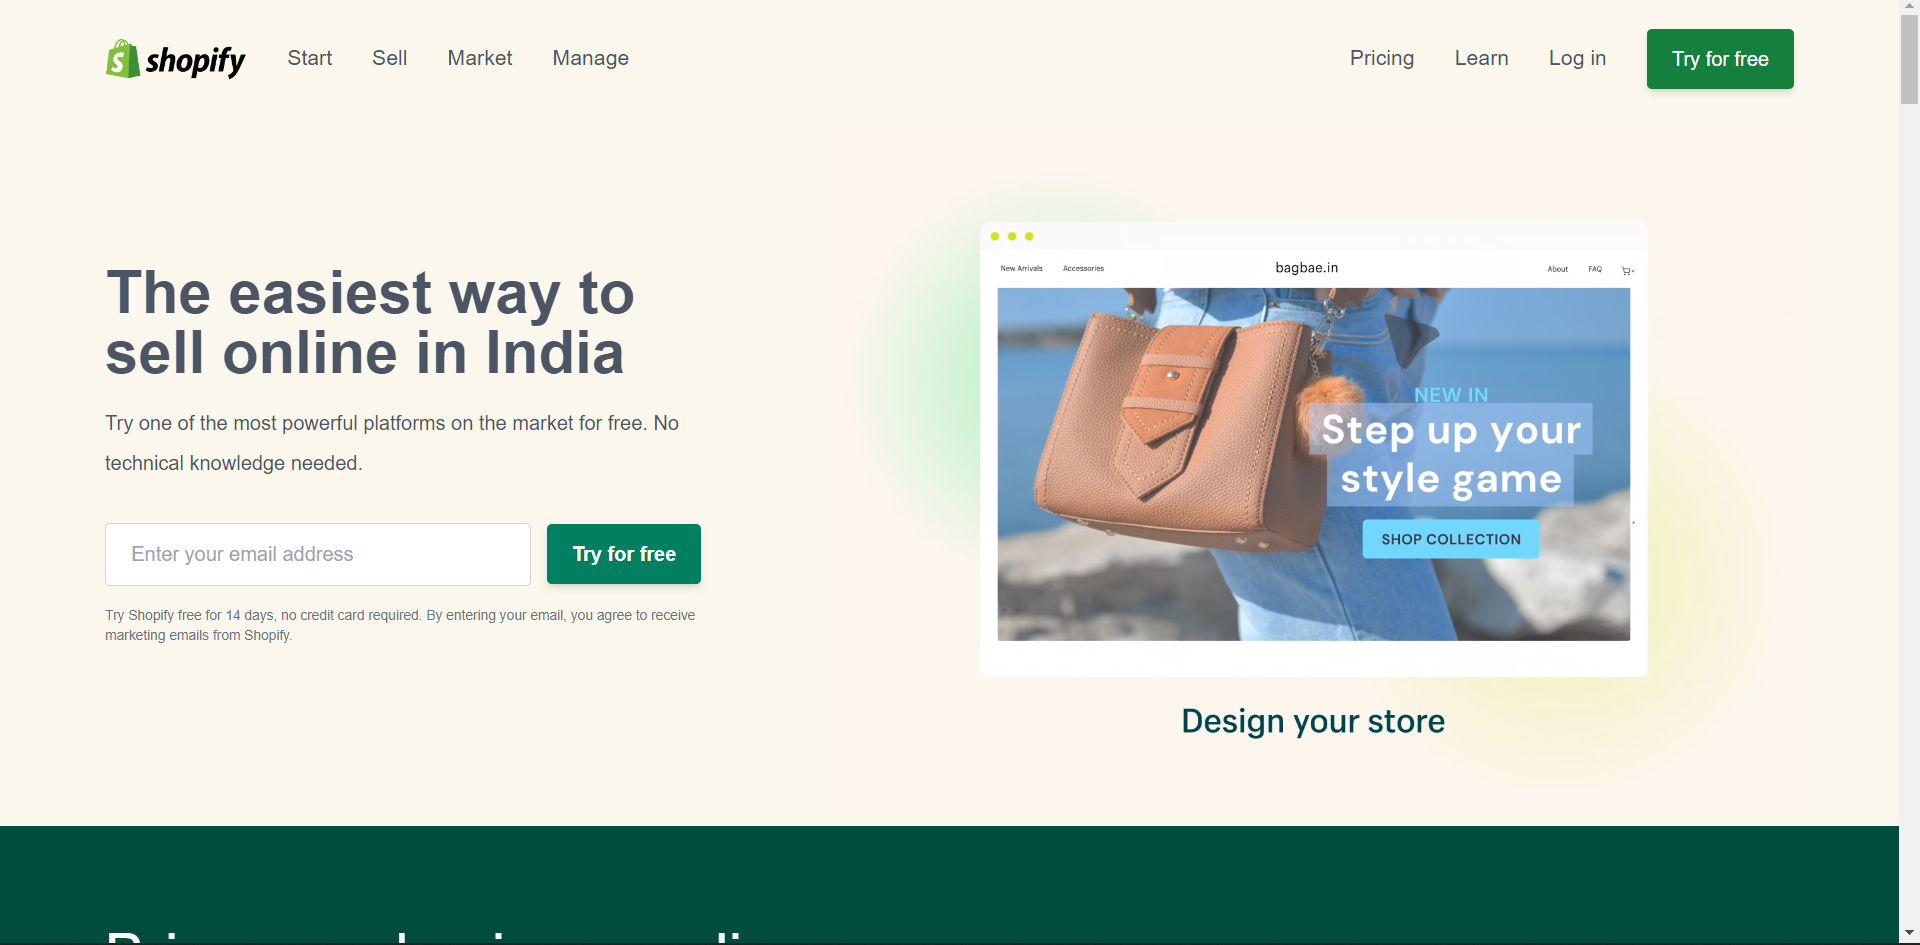 shopify
Start
Sell
Market
Manage
Pricing
Learn
Log in
Try for free
The easiest way to
sell online in India
Try one of the most powerful platforms on the market for free. No
technical knowledge needed.
Enter your email address
Try for free
Try Shopify free for 14 days, no credit card required. By entering your email, you agree to receive
marketing emails from Shopify.
New Arrivals
Accessories
bagbae.in
About
FAQ
NEW IN
Step up your
style game
SHOP COLLECTION
Design your store